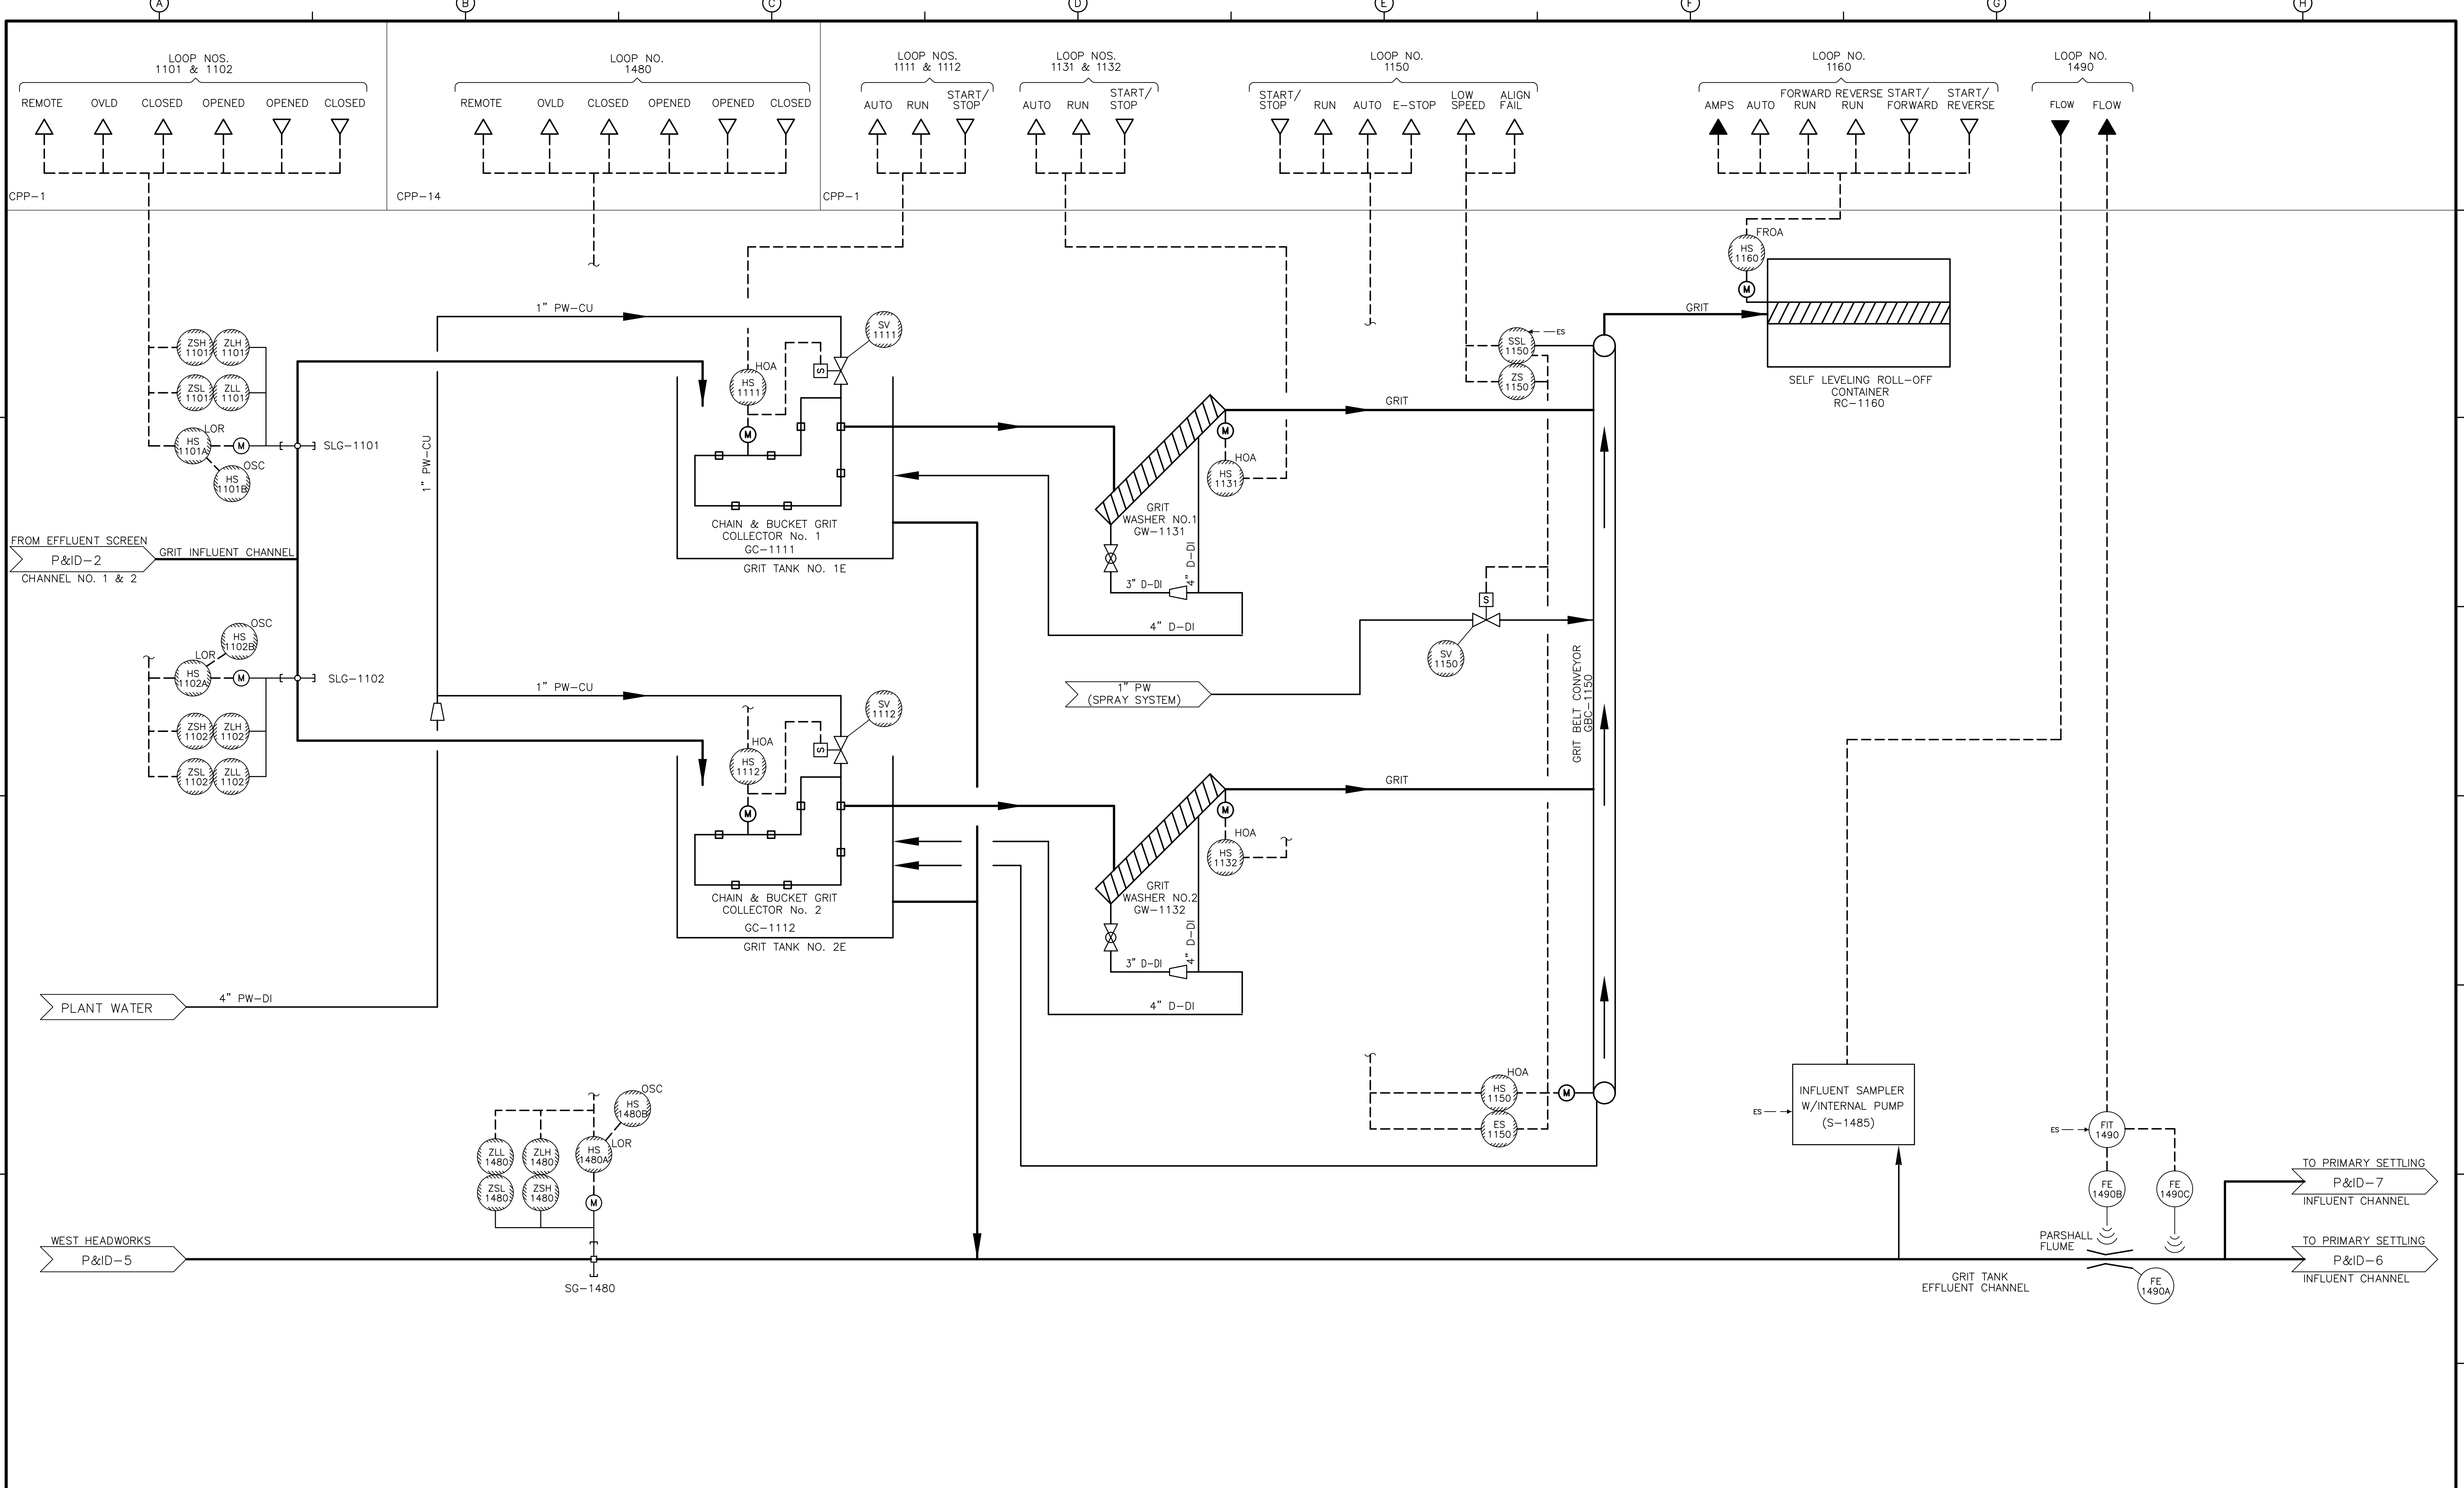 A B C D E F G H
LOOP NOS.
1101 & 1102
REMOTE OVLD CLOSED OPENED OPENED CLOSED
CPP-1
LOOP NO.
1480
REMOTE OVLD CLOSED OPENED OPENED CLOSED
CPP-14
LOOP NOS.
1111 & 1112
AUTO RUN START/
STOP
CPP-1
LOOP NOS.
1131 & 1132
AUTO RUN START/
STOP
LOOP NO.
1150
START/
STOP RUN AUTO E-STOP
LOW
SPEED
ALIGN
FAIL
LOOP NO.
1160
AMPS AUTO
FORWARD
RUN
REVERSE
RUN
START/
FORWARD
START/
REVERSE
LOOP NO.
1490
FLOW FLOW
FROA
HS
1160
M
GRIT
SELF LEVELING ROLL-OFF
CONTAINER
RC-1160
1" PW-CU
SV
1111
S
HOA
HS
1111
M
CHAIN & BUCKET GRIT
COLLECTOR No. 1
GC-1111
GRIT TANK NO. 1E
ZSH
1101
ZLH
1101
ZSL
1101
ZLL
1101
LOR
HS
1101A
M
SLG-1101
OSC
HS
1101B
1" PW-CU
FROM EFFLUENT SCREEN
P&ID-2
CHANNEL NO. 1 & 2
GRIT INFLUENT CHANNEL
OSC
HS
1102B
LOR
HS
1102A
M
SLG-1102
ZSH
1102
ZLH
1102
ZSL
1102
ZLL
1102
GRIT
M
HOA
HS
1131
GRIT
WASHER NO.1
GW-1131
3" D-DI
4" D-DI
4" D-DI
ES
SSL
1150
ZS
1150
S
SV
1150
1" PW
(SPRAY SYSTEM)
GRIT BELT CONVEYOR
GBC-1150
1" PW-CU
SV
1112
S
HOA
HS
1112
M
CHAIN & BUCKET GRIT
COLLECTOR No. 2
GC-1112
GRIT TANK NO. 2E
GRIT
M
HOA
HS
1132
GRIT
WASHER NO.2
GW-1132
3" D-DI
4" D-DI
4" D-DI
PLANT WATER
4" PW-DI
HOA
HS
1150
M
ES
1150
OSC
HS
1480B
LOR
HS
1480A
ZLL
1480
ZLH
1480
ZSL
1480
ZSH
1480
M
SG-1480
WEST HEADWORKS
P&ID-5
INFLUENT SAMPLER
W/INTERNAL PUMP
(S-1485)
ES
ES
FIT
1490
FE
1490B
FE
1490C
PARSHALL
FLUME
FE
1490A
GRIT TANK
EFFLUENT CHANNEL
TO PRIMARY SETTLING
P&ID-7
INFLUENT CHANNEL
TO PRIMARY SETTLING
P&ID-6
INFLUENT CHANNEL